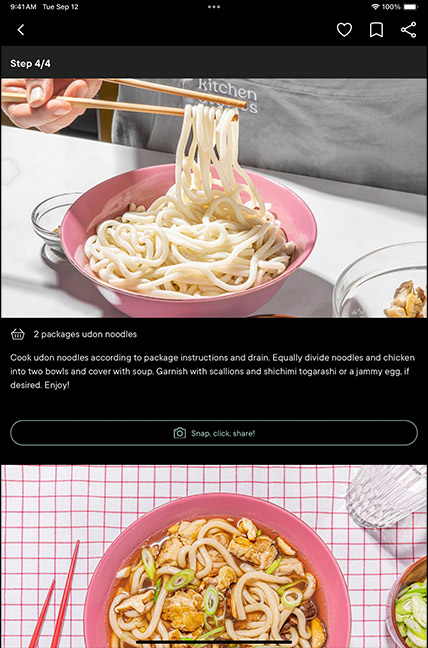 9:41 AM Tue Sep 12
100%
Step 4/4
kitchen
2 packages udon noodles
Cook udon noodles according to package instructions and drain. Equally divide noodles and chicken
into two bowls and cover with soup. Garnish with scallions and shichimi togarashi or a jammy egg, if
desired. Enjoy!
Snap, click, share!